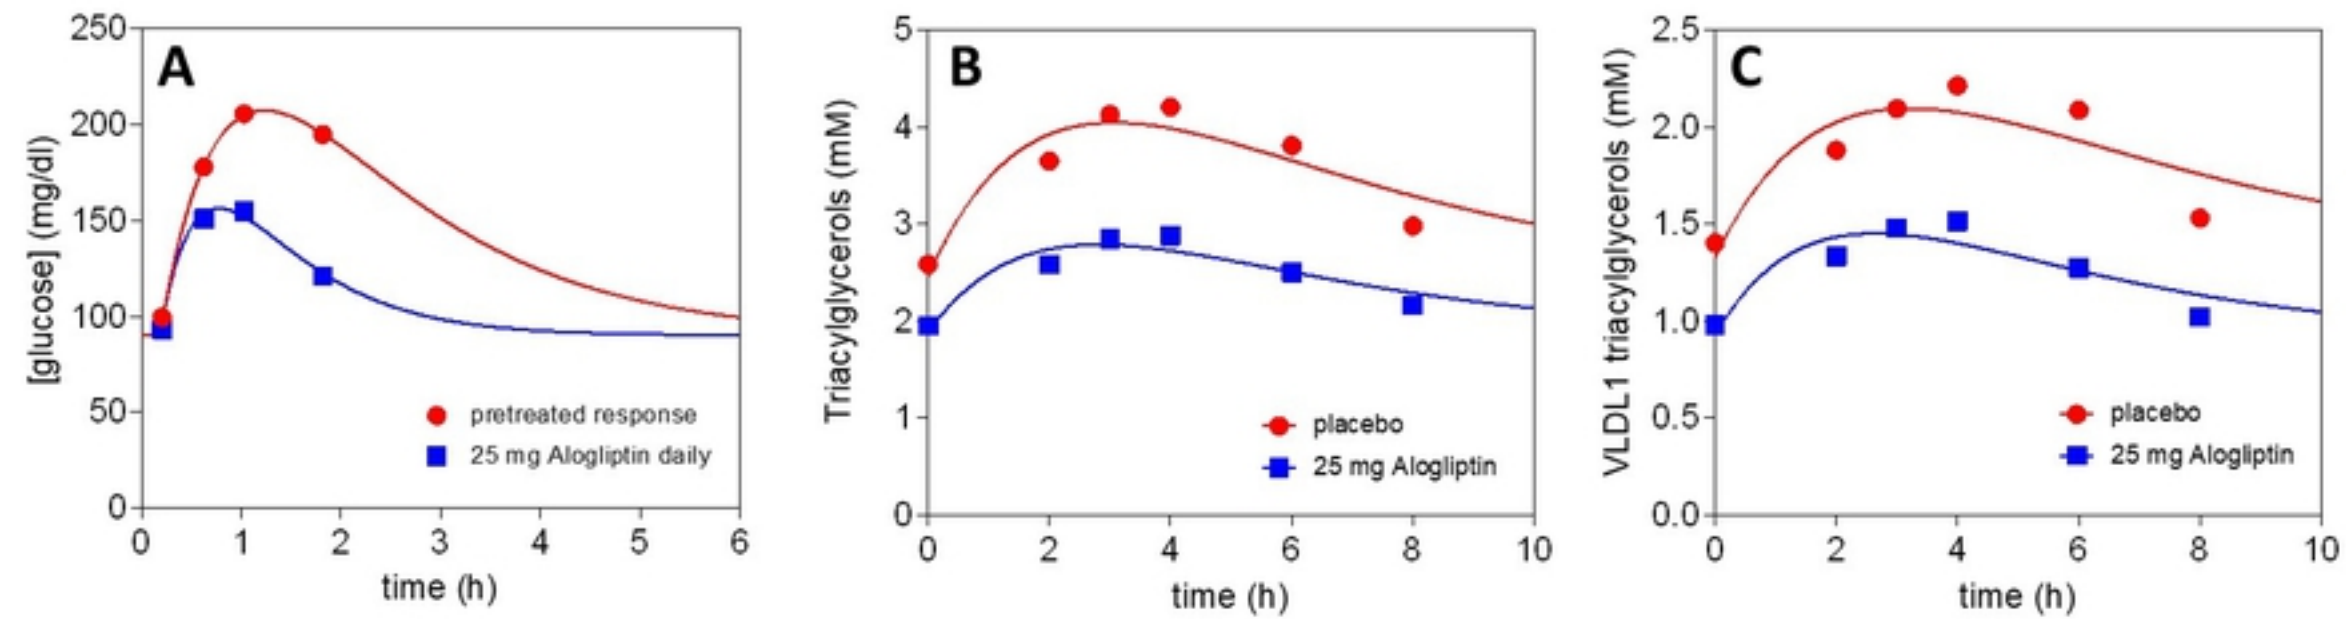 A
[glucose] (mg/dl)
250
200
150
100
50
0
0 1 2 3 4 5 6
time (h)
pretreated response
25 mg Alogliptin daily
B
Triacylglycerols (mM)
5
4
3
2
1
0
0 2 4 6 8 10
time (h)
placebo
25 mg Alogliptin
C
VLDL1 triacylglycerols (mM)
2.5
2.0
1.5
1.0
0.5
0.0
0 2 4 6 8 10
time (h)
placebo
25 mg Alogliptin